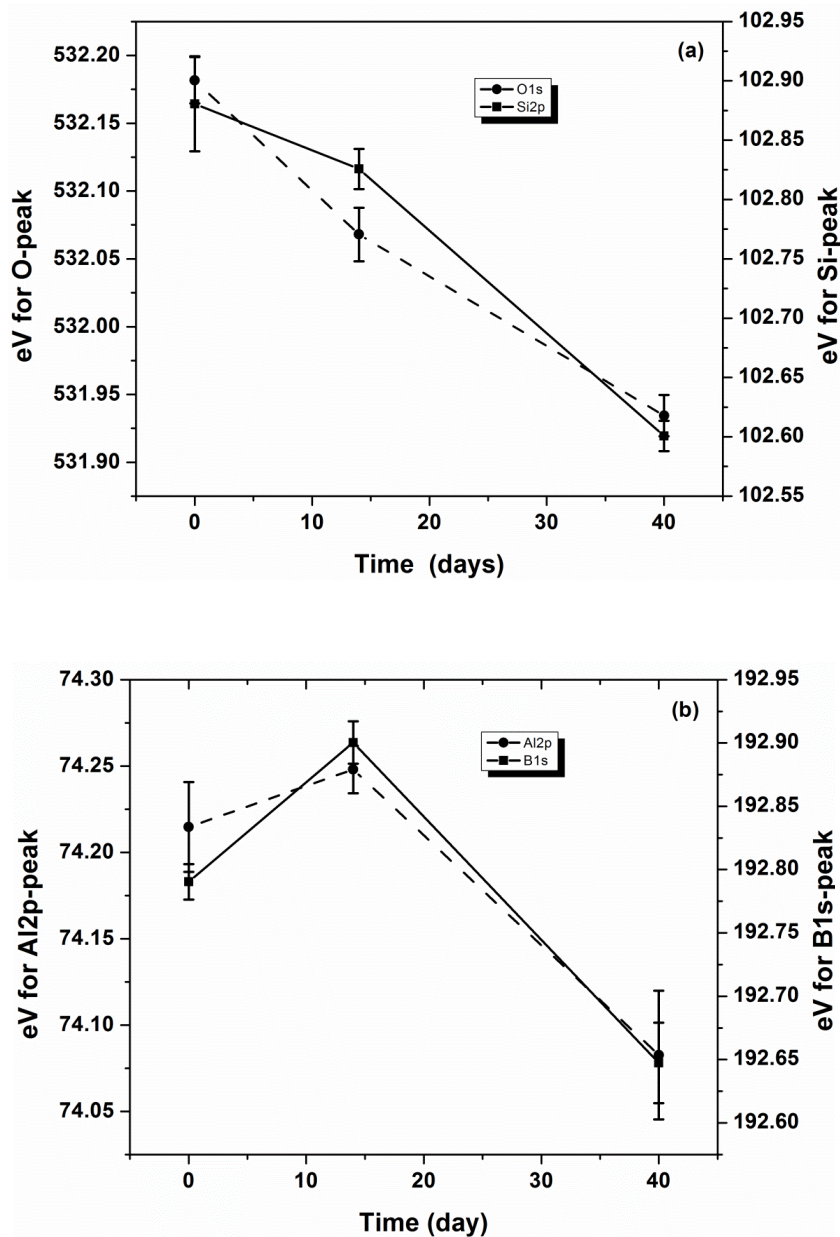 (a)
O1s
Si2p
532.20
532.15
532.10
532.05
532.00
531.95
531.90
eV for O-peak
102.95
102.90
102.85
102.80
102.75
102.70
102.65
102.60
102.55
eV for Si-peak
0 10 20 30 40
Time (days)
(b)
Al2p
B1s
74.30
74.25
74.20
74.15
74.10
74.05
eV for Al2p-peak
192.95
192.90
192.85
192.80
192.75
192.70
192.65
192.60
eV for B1s-peak
0 10 20 30 40
Time (day)